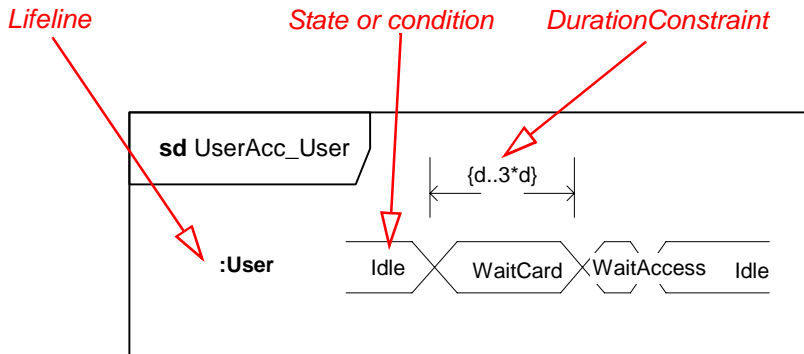 Lifeline State or condition DurationConstraint
sd UserAcc_User
{d..3*d}
:User Idle WaitCard WaitAccess Idle